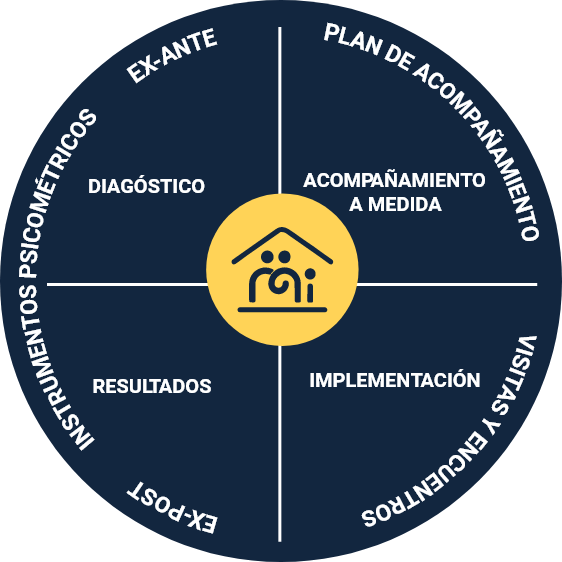 EX-ANTE
PLAN DE ACOMPAÑAMIENTO
INSTRUMENTOS PSICOMÉTRICOS
DIAGÓSTICO
ACOMPAÑAMIENTO
A MEDIDA
RESULTADOS
IMPLEMENTACIÓN
VISITAS Y ENCUENTROS
EX-POST